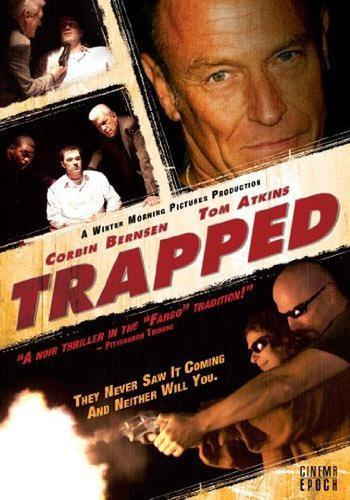 A Winter Morning Pictures Production
Corbin Bernsen Tom Atkins
TRAPPED
"A noir thriller in the "Fargo" tradition!"
- Pittsburgh Tribune
They Never Saw It Coming
And Neither Will You.
CINEMA
EPOCH